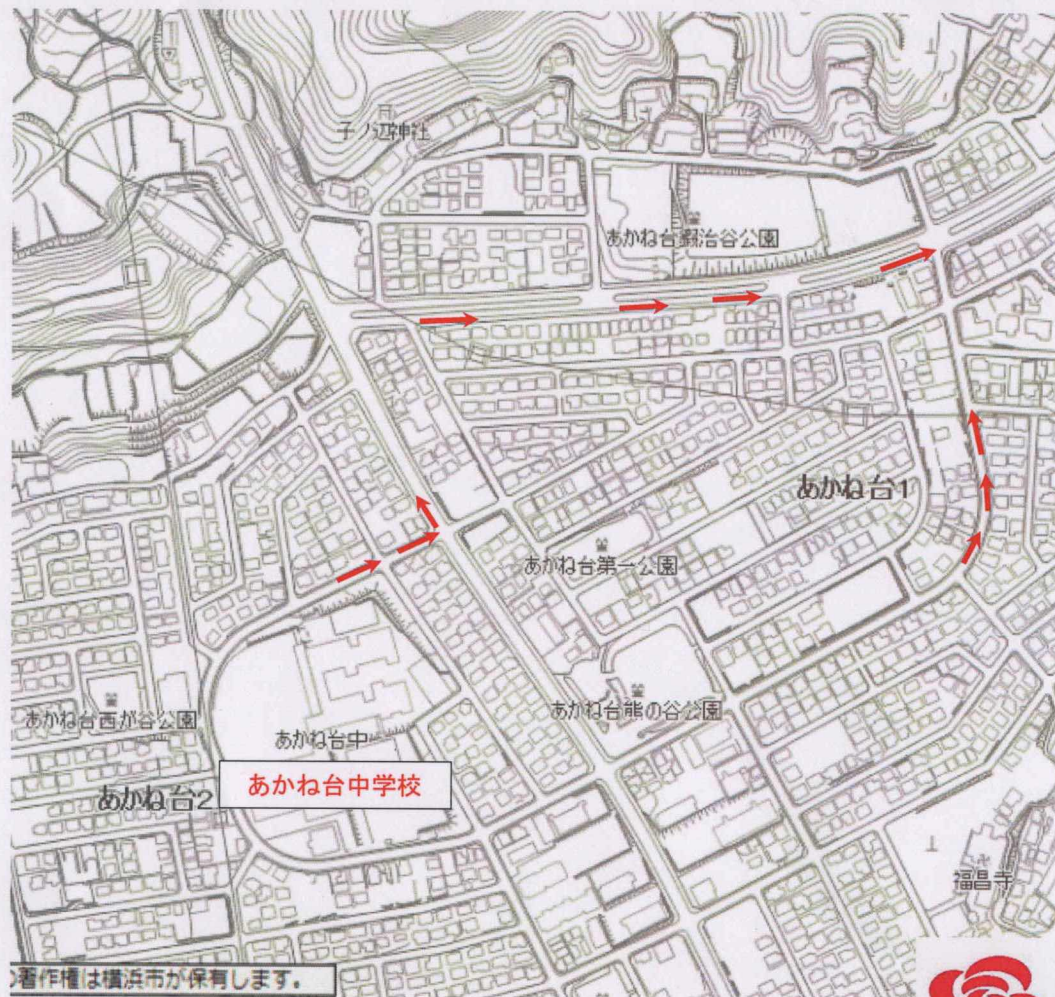 子ノ辺神社
あかね台鍛冶谷公園
あかね台1
あかね台第一公園
あかね台熊の谷公園
あかね台西が谷公園
あかね台中
あかね台中学校
あかね台2
福昌寺
の著作権は横浜市が保有します。